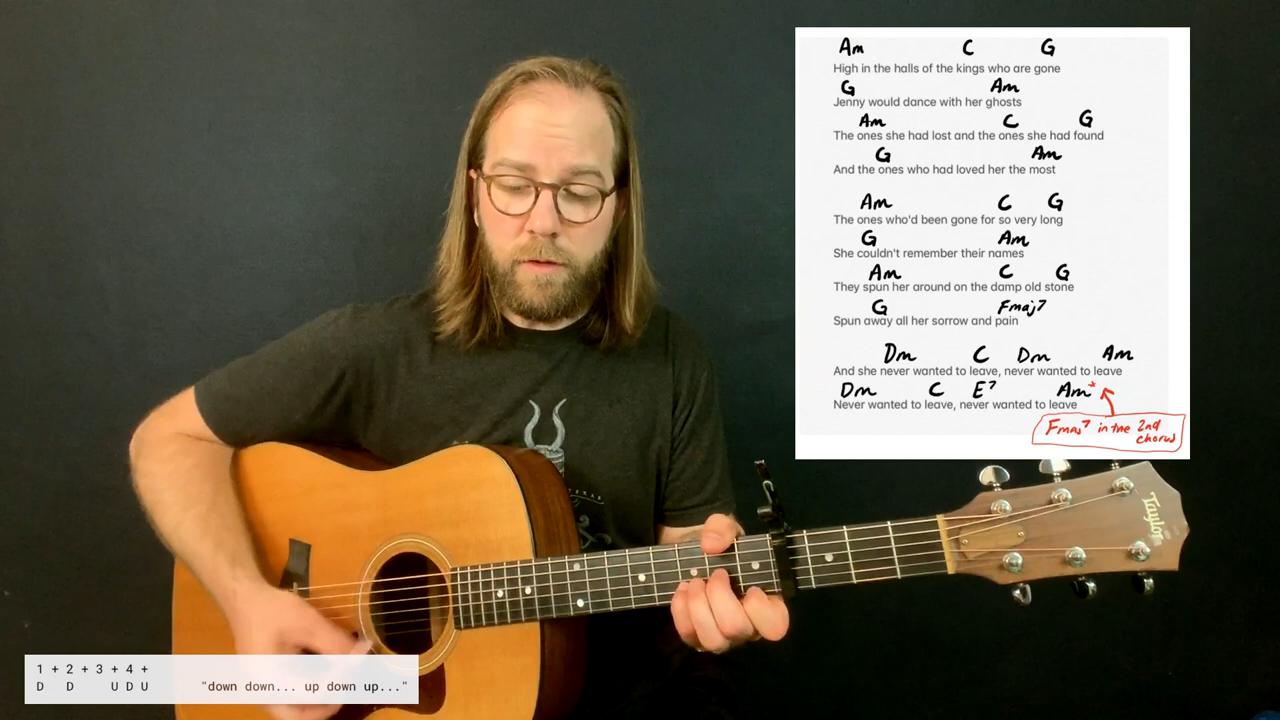 Am C G
High in the halls of the kings who are gone
G Am
Jenny would dance with her ghosts
Am C G
The ones she had lost and the ones she had found
G Am
And the ones who had loved her the most
Am C G
The ones who'd been gone for so very long
G Am
She couldn't remember their names
Am C G
They spun her around on the damp old stone
G Fmaj7
Spun away all her sorrow and pain
Dm C Dm Am
And she never wanted to leave, never wanted to leave
Dm C E7 Am*
Never wanted to leave, never wanted to leave
Fmaj7 in the 2nd
chorus
Taylor
1 + 2 + 3 + 4 +
D D U D U "down down... up down up..."